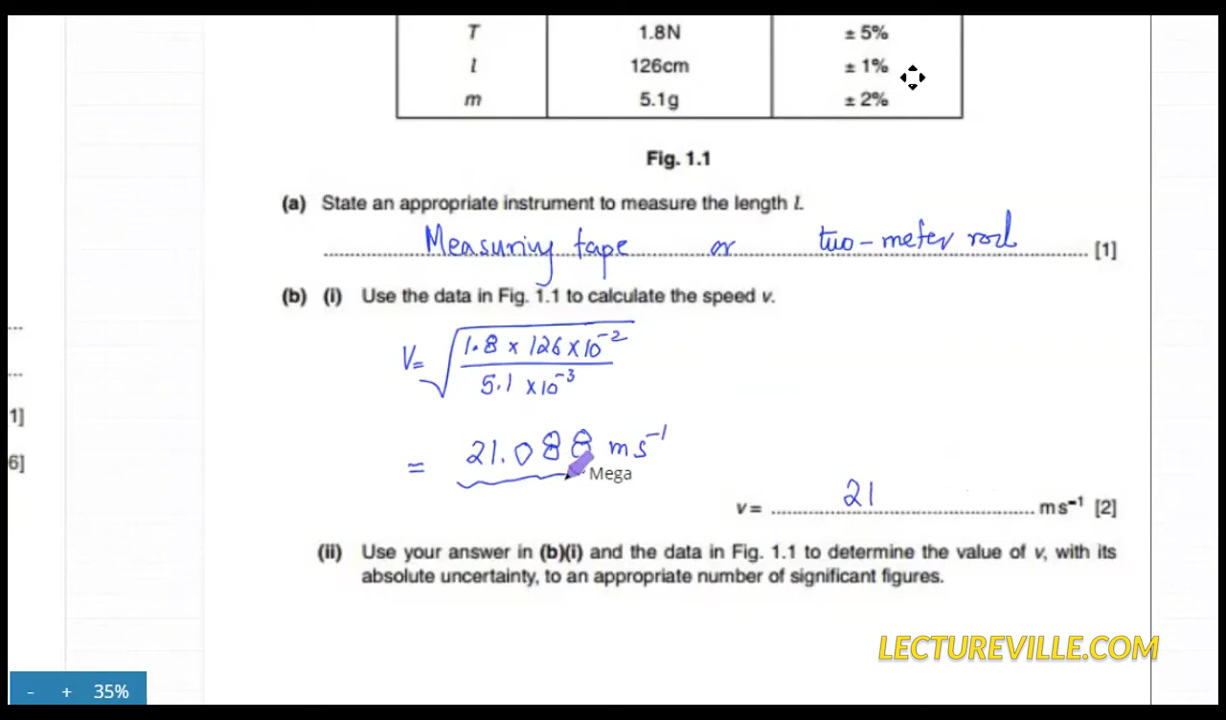 T 1.8N ± 5%
l 126cm ± 1%
m 5.1g ± 2%
Fig. 1.1
(a) State an appropriate instrument to measure the length l.
Measuring tape or two-meter rod [1]
(b) (i) Use the data in Fig. 1.1 to calculate the speed v.
V= √(1.8 × 126 × 10⁻² / 5.1 × 10⁻³)
= 21.088 ms⁻¹
Mega
v = 21 ms⁻¹ [2]
(ii) Use your answer in (b)(i) and the data in Fig. 1.1 to determine the value of v, with its
absolute uncertainty, to an appropriate number of significant figures.
1]
6]
LECTUREVILLE.COM
- + 35%